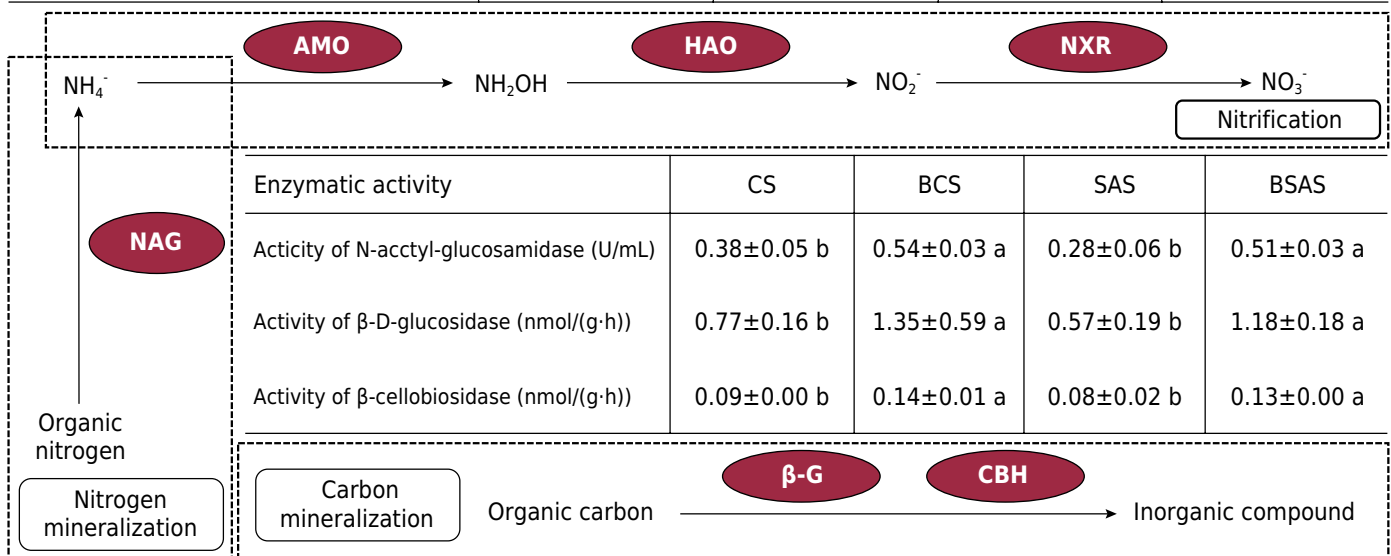 AMO HAO NXR
NH₄⁻ NH₂OH NO₂⁻ NO₃⁻
Nitrification
Enzymatic activity CS BCS SAS BSAS
NAG
Acticity of N-acctyl-glucosamidase (U/mL) 0.38±0.05 b 0.54±0.03 a 0.28±0.06 b 0.51±0.03 a
Activity of β-D-glucosidase (nmol/(g·h)) 0.77±0.16 b 1.35±0.59 a 0.57±0.19 b 1.18±0.18 a
Activity of β-cellobiosidase (nmol/(g·h)) 0.09±0.00 b 0.14±0.01 a 0.08±0.02 b 0.13±0.00 a
Organic
nitrogen
Nitrogen
mineralization
Carbon
mineralization
β-G CBH
Organic carbon Inorganic compound